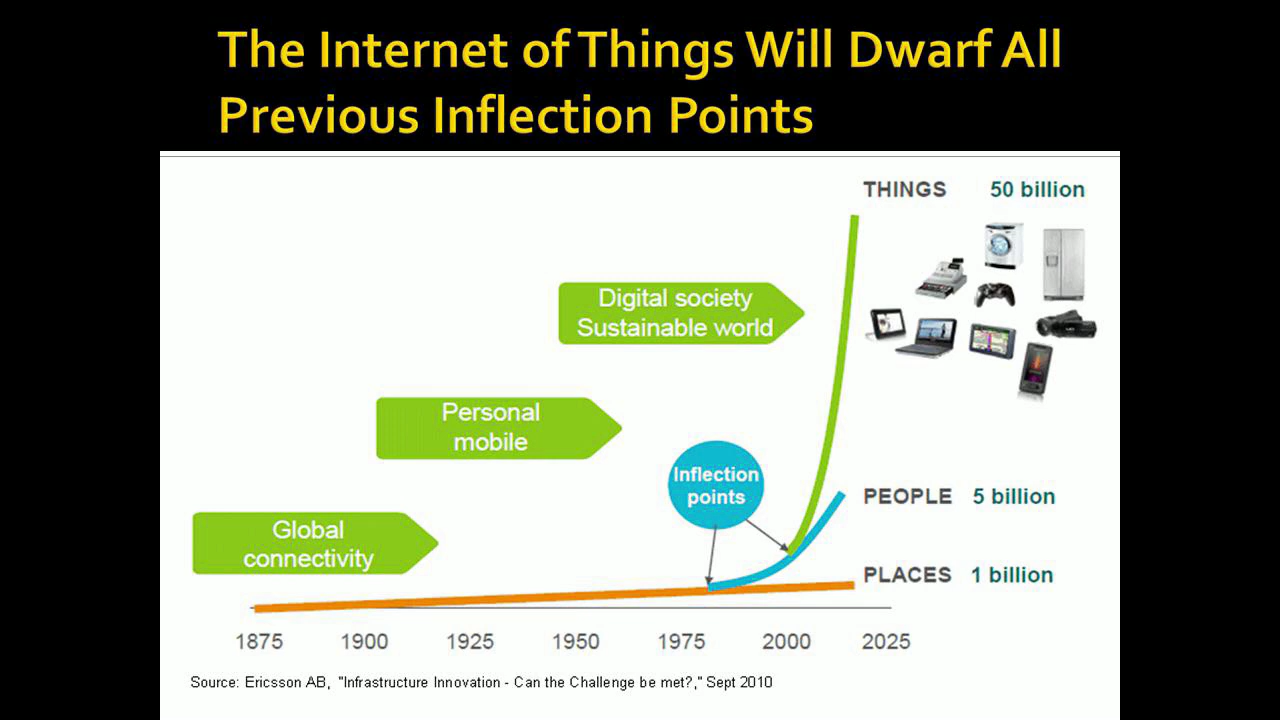 The Internet of Things Will Dwarf All
Previous Inflection Points
THINGS 50 billion
Digital society
Sustainable world
Personal
mobile
Inflection
points
PEOPLE 5 billion
Global
connectivity
PLACES 1 billion
1875 1900 1925 1950 1975 2000 2025
Source: Ericsson AB, "Infrastructure Innovation - Can the Challenge be met?," Sept 2010